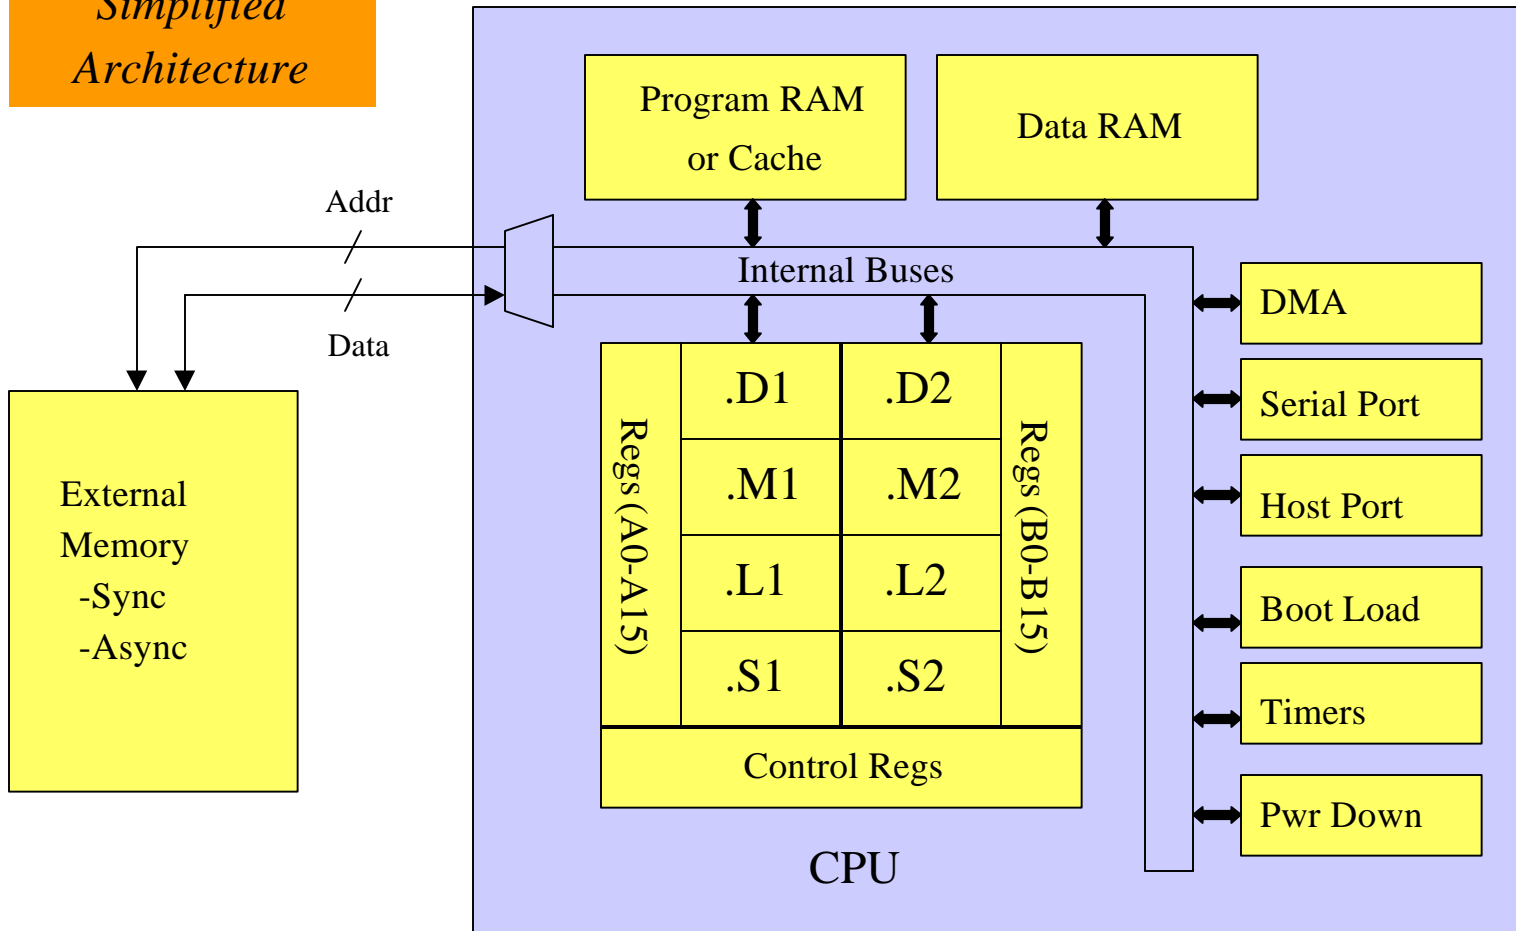 Simplified
Architecture
Program RAM
or Cache
Data RAM
Addr
Internal Buses
Data
DMA
Serial Port
Host Port
Boot Load
Timers
Pwr Down
External
Memory
-Sync
-Async
Regs (A0-A15)
.D1
.D2
.M1
.M2
.L1
.L2
.S1
.S2
Regs (B0-B15)
Control Regs
CPU